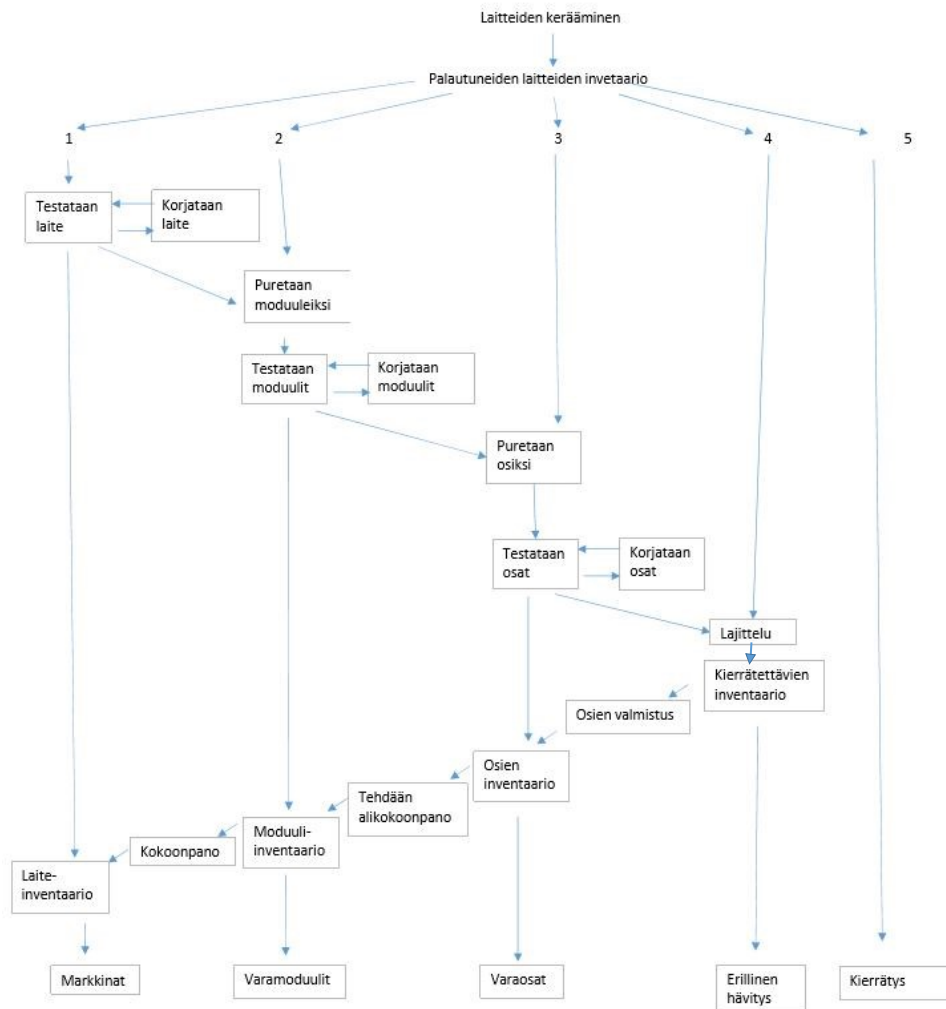 Laitteiden kerääminen
Palautuneiden laitteiden invetaario
1
2
3
4
5
Testataan
laite
Korjataan
laite
Puretaan
moduuleiksi
Testataan
moduulit
Korjataan
moduulit
Puretaan
osiksi
Testataan
osat
Korjataan
osat
Lajittelu
Kierrätettävien
inventaario
Osien valmistus
Osien
inventaario
Tehdään
alikokoonpano
Moduuli-
inventaario
Kokoonpano
Laite-
inventaario
Markkinat
Varamoduulit
Varaosat
Erillinen
hävitys
Kierrätys